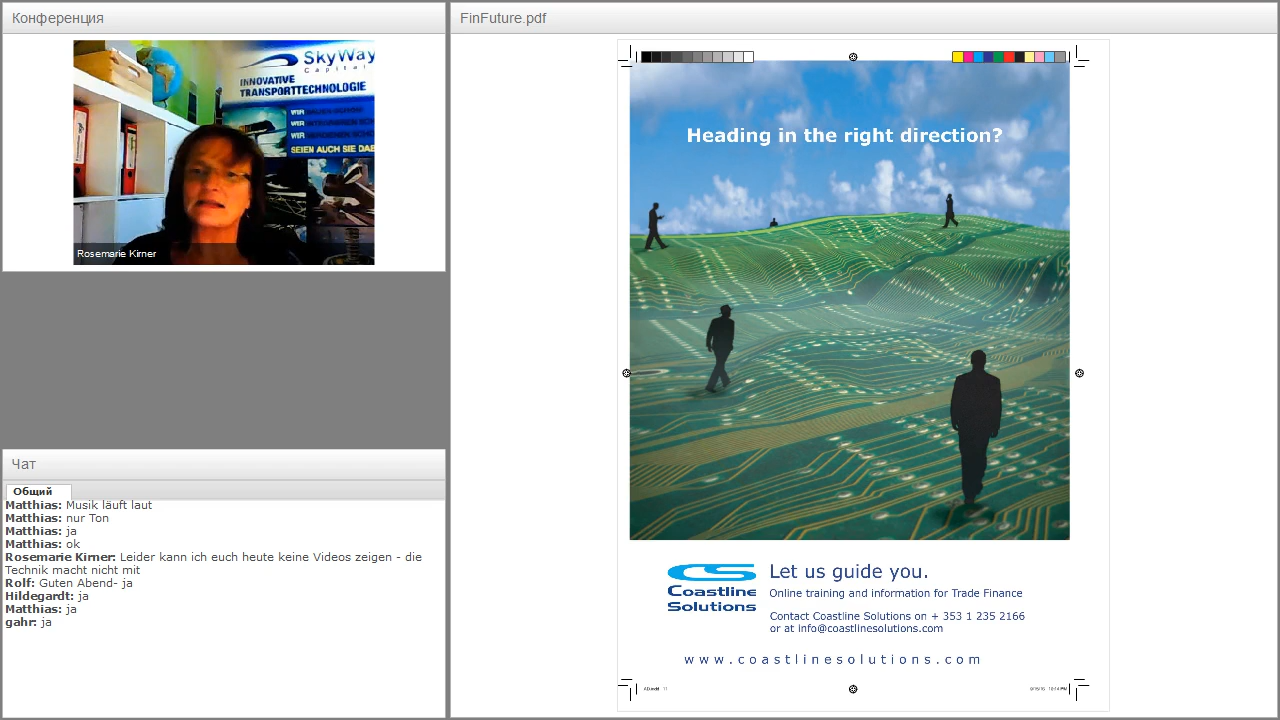 Конференция
SkyWay
Capital
INNOVATIVE
TRANSPORTTECHNOLOGIE
WIR
WIR
WIR
SEIEN AUCH SIE DAB
Rosemarie Kirner
Чат
Общий
Matthias: Musik läuft laut
Matthias: nur Ton
Matthias: ja
Matthias: ok
Rosemarie Kirner: Leider kann ich euch heute keine Videos zeigen - die
Technik macht nicht mit
Rolf: Guten Abend- ja
Hildegardt: ja
Matthias: ja
gahr: ja
FinFuture.pdf
Heading in the right direction?
Coastline
Solutions
Let us guide you.
Online training and information for Trade Finance
Contact Coastline Solutions on + 353 1 235 2166
or at info@coastlinesolutions.com
www.coastlinesolutions.com